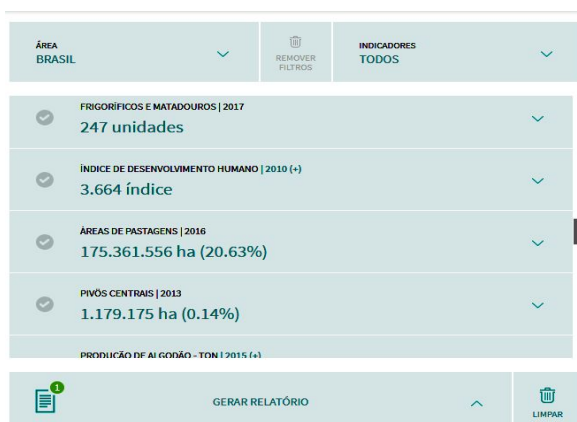 ÁREA
BRASIL
REMOVER
FILTROS
INDICADORES
TODOS
FRIGORÍFICOS E MATADOUROS | 2017
247 unidades
ÍNDICE DE DESENVOLVIMENTO HUMANO | 2010 (+)
3.664 índice
ÁREAS DE PASTAGENS | 2016
175.361.556 ha (20.63%)
PIVÔS CENTRAIS | 2013
1.179.175 ha (0.14%)
PRODUÇÃO DE ALGODÃO - TON | 2015 (+)
1
GERAR RELATÓRIO
LIMPAR